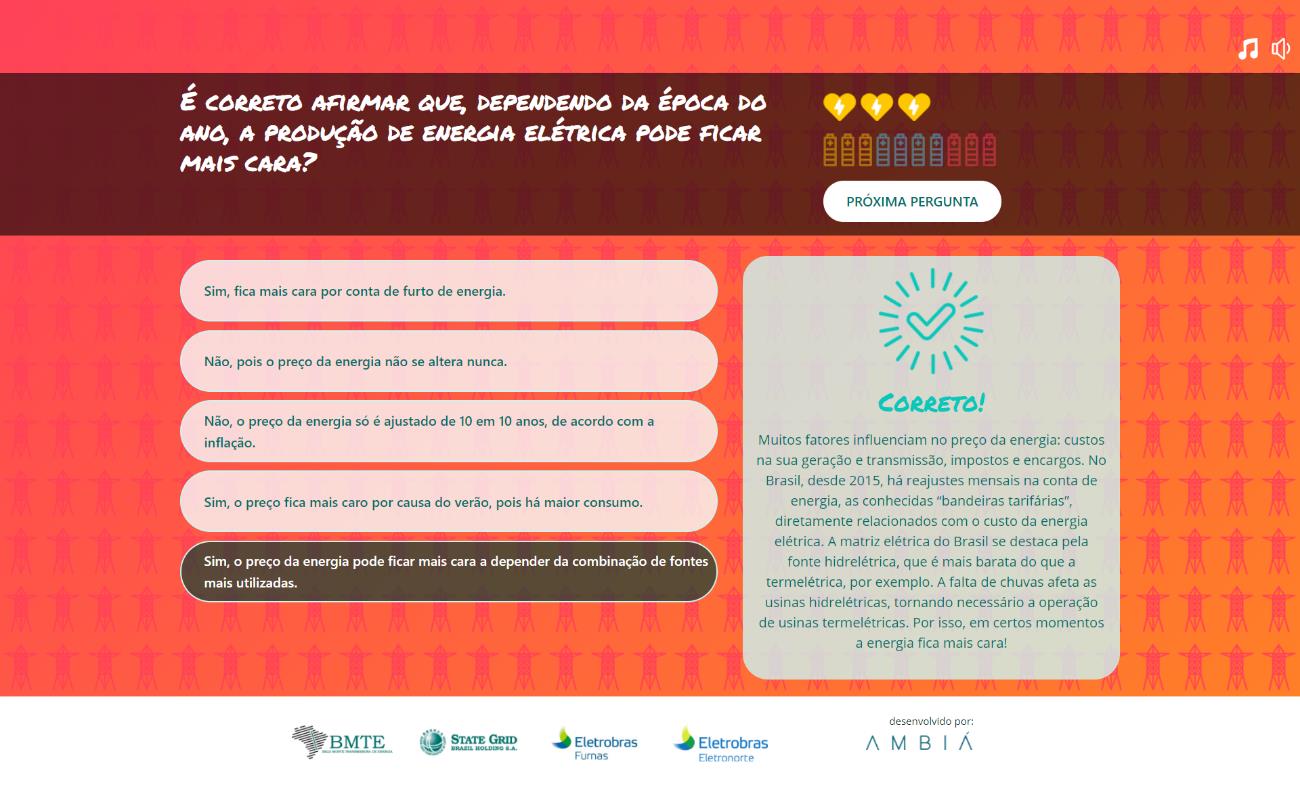 É CORRETO AFIRMAR QUE, DEPENDENDO DA ÉPOCA DO
ANO, A PRODUÇÃO DE ENERGIA ELÉTRICA PODE FICAR
MAIS CARA?
PRÓXIMA PERGUNTA
Sim, fica mais cara por conta de furto de energia.
Não, pois o preço da energia não se altera nunca.
Não, o preço da energia só é ajustado de 10 em 10 anos, de acordo com a
inflação.
Sim, o preço fica mais caro por causa do verão, pois há maior consumo.
Sim, o preço da energia pode ficar mais cara a depender da combinação de fontes
mais utilizadas.
CORRETO!
Muitos fatores influenciam no preço da energia: custos
na sua geração e transmissão, impostos e encargos. No
Brasil, desde 2015, há reajustes mensais na conta de
energia, as conhecidas “bandeiras tarifárias”,
diretamente relacionados com o custo da energia
elétrica. A matriz elétrica do Brasil se destaca pela
fonte hidrelétrica, que é mais barata do que a
termelétrica, por exemplo. A falta de chuvas afeta as
usinas hidrelétricas, tornando necessário a operação
de usinas termelétricas. Por isso, em certos momentos
a energia fica mais cara!
BMTE
BELO MONTE TRANSMISSORA DE ENERGIA
STATE GRID
BRAZIL HOLDING S.A.
Eletrobras
Furnas
Eletrobras
Eletronorte
desenvolvido por:
AMBIÁ